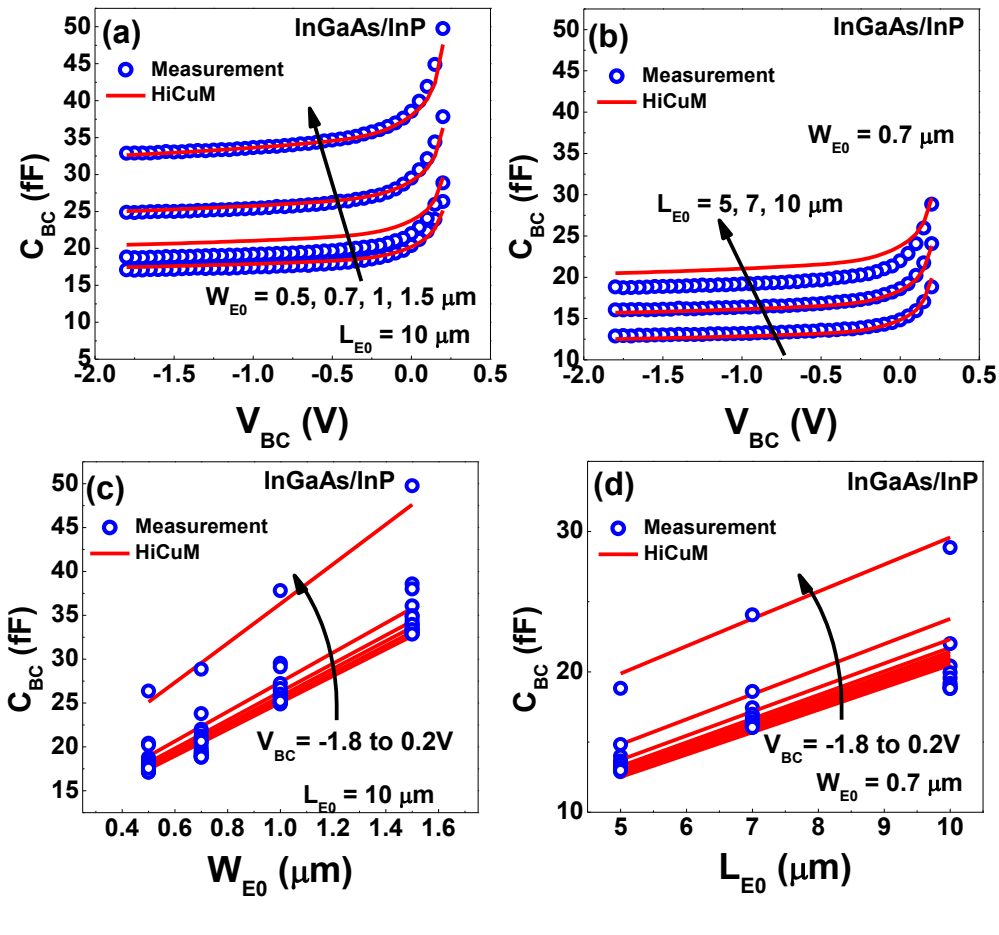 (a)
InGaAs/InP
Measurement
HiCuM
W_E0 = 0.5, 0.7, 1, 1.5 μm
L_E0 = 10 μm
C_BC (fF)
50
45
40
35
30
25
20
15
10
5
-2.0 -1.5 -1.0 -0.5 0.0 0.5
V_BC (V)
(b)
InGaAs/InP
Measurement
HiCuM
W_E0 = 0.7 μm
L_E0 = 5, 7, 10 μm
C_BC (fF)
50
45
40
35
30
25
20
15
10
-2.0 -1.5 -1.0 -0.5 0.0 0.5
V_BC (V)
(c)
InGaAs/InP
Measurement
HiCuM
V_BC = -1.8 to 0.2V
L_E0 = 10 μm
C_BC (fF)
50
45
40
35
30
25
20
15
0.4 0.6 0.8 1.0 1.2 1.4 1.6
W_E0 (μm)
(d)
InGaAs/InP
Measurement
HiCuM
V_BC = -1.8 to 0.2V
W_E0 = 0.7 μm
C_BC (fF)
30
20
10
5 6 7 8 9 10
L_E0 (μm)